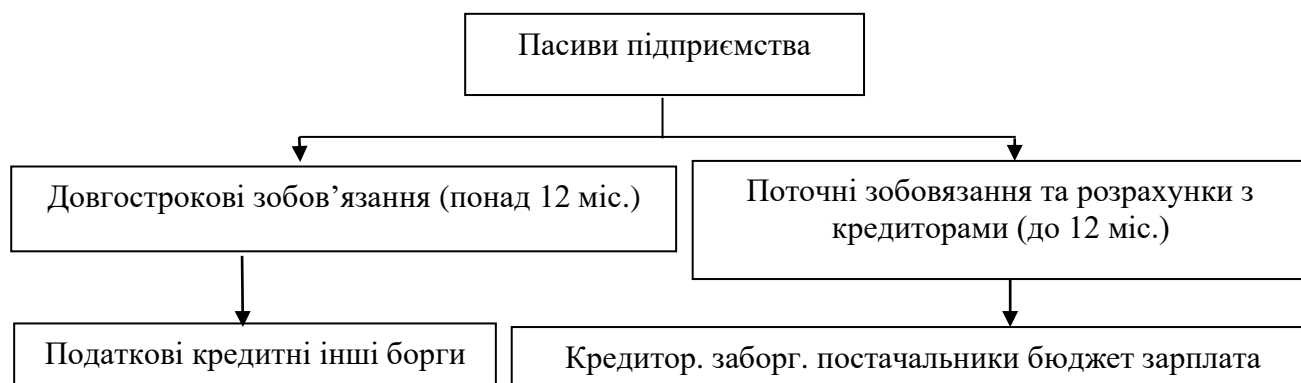 Пасиви підприємства
Довгострокові зобов’язання (понад 12 міс.)
Поточні зобовязання та розрахунки з
кредиторами (до 12 міс.)
Податкові кредитні інші борги
Кредитор. заборг. постачальники бюджет зарплата